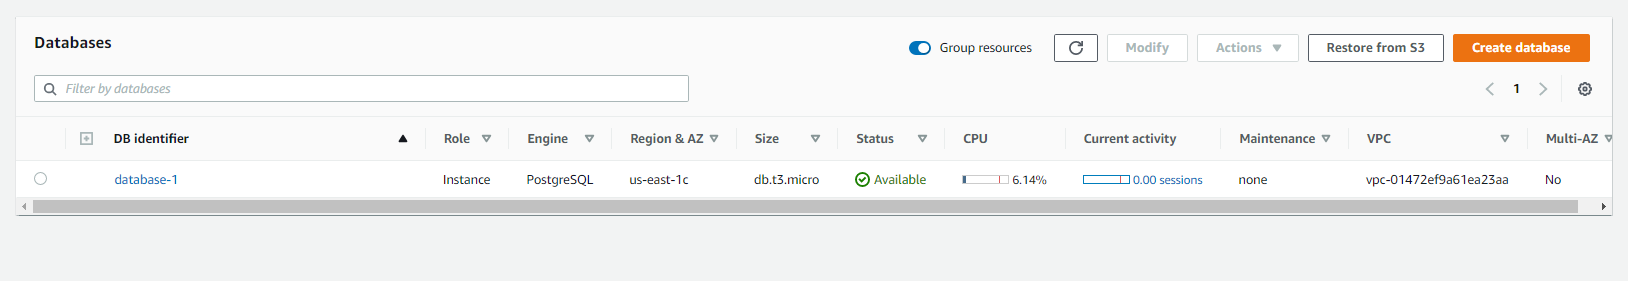 Databases
Group resources
Modify
Actions
Restore from S3
Create database
Filter by databases
1
DB identifier Role Engine Region & AZ Size Status CPU Current activity Maintenance VPC Multi-AZ
database-1 Instance PostgreSQL us-east-1c db.t3.micro Available 6.14% 0.00 sessions none vpc-01472ef9a61ea23aa No